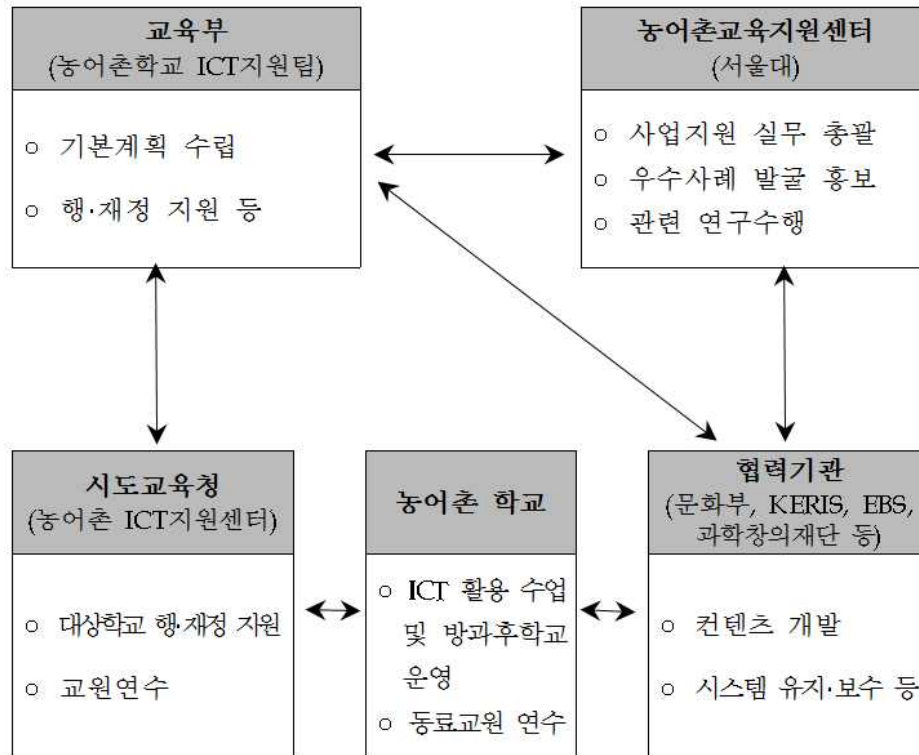 교육부
(농어촌학교 ICT지원팀)
○ 기본계획 수립
○ 행·재정 지원 등
농어촌교육지원센터
(서울대)
○ 사업지원 실무 총괄
○ 우수사례 발굴 홍보
○ 관련 연구수행
시도교육청
(농어촌 ICT지원센터)
○ 대상학교 행·재정 지원
○ 교원연수
농어촌 학교
○ ICT 활용 수업
및 방과후학교
운영
○ 동료교원 연수
협력기관
(문화부, KERIS, EBS,
과학창의재단 등)
○ 컨텐츠 개발
○ 시스템 유지·보수 등